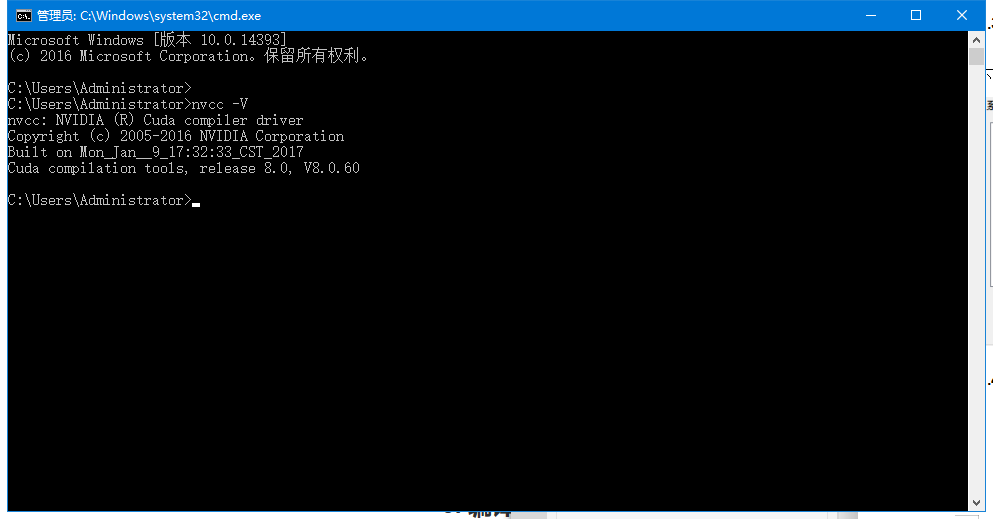 管理员: C:\Windows\system32\cmd.exe
Microsoft Windows [版本 10.0.14393]
(c) 2016 Microsoft Corporation。保留所有权利。
C:\Users\Administrator>
C:\Users\Administrator>nvcc -V
nvcc: NVIDIA (R) Cuda compiler driver
Copyright (c) 2005-2016 NVIDIA Corporation
Built on Mon_Jan__9_17:32:33_CST_2017
Cuda compilation tools, release 8.0, V8.0.60
C:\Users\Administrator>